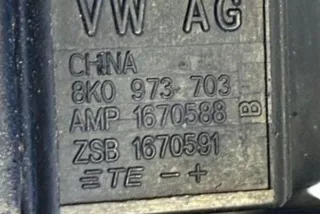 VW AG
CHINA
8K0 973 703
AMP 1670588 B
ZSB 1670591
TE - +